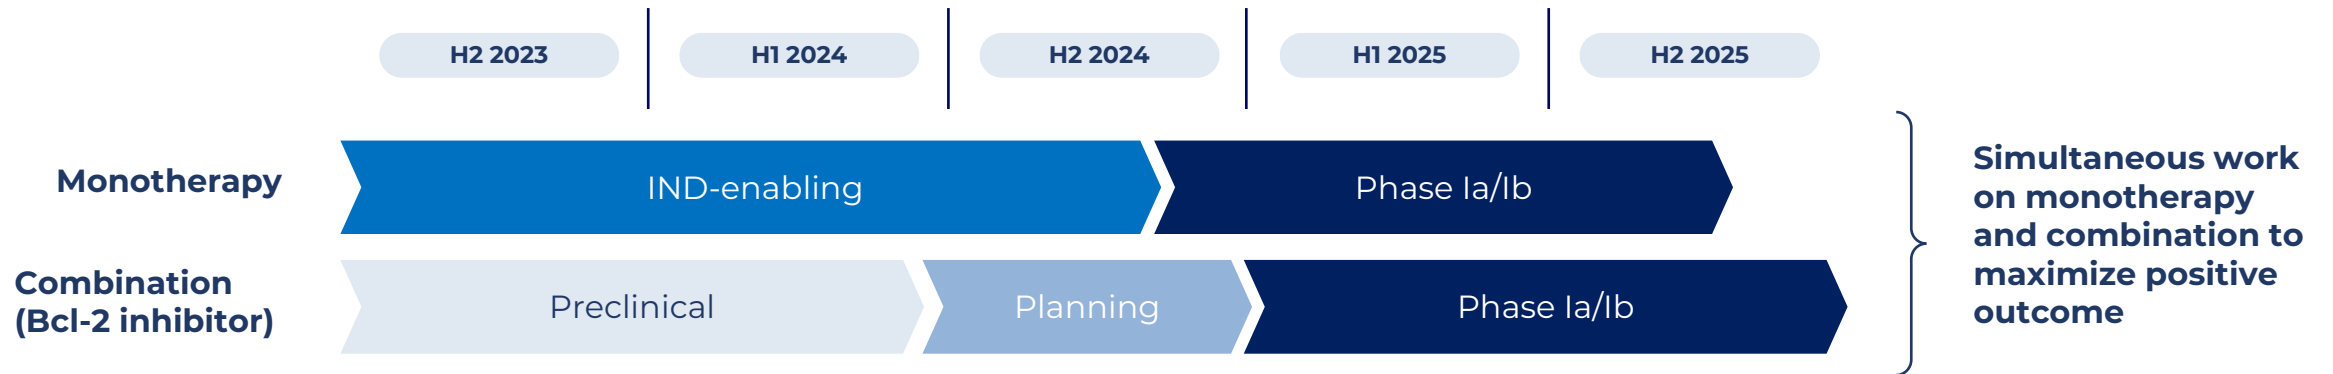 H2 2023
H1 2024
H2 2024
H1 2025
H2 2025
Monotherapy
IND-enabling
Phase Ia/Ib
Combination
(Bcl-2 inhibitor)
Preclinical
Planning
Phase Ia/Ib
Simultaneous work
on monotherapy
and combination to
maximize positive
outcome